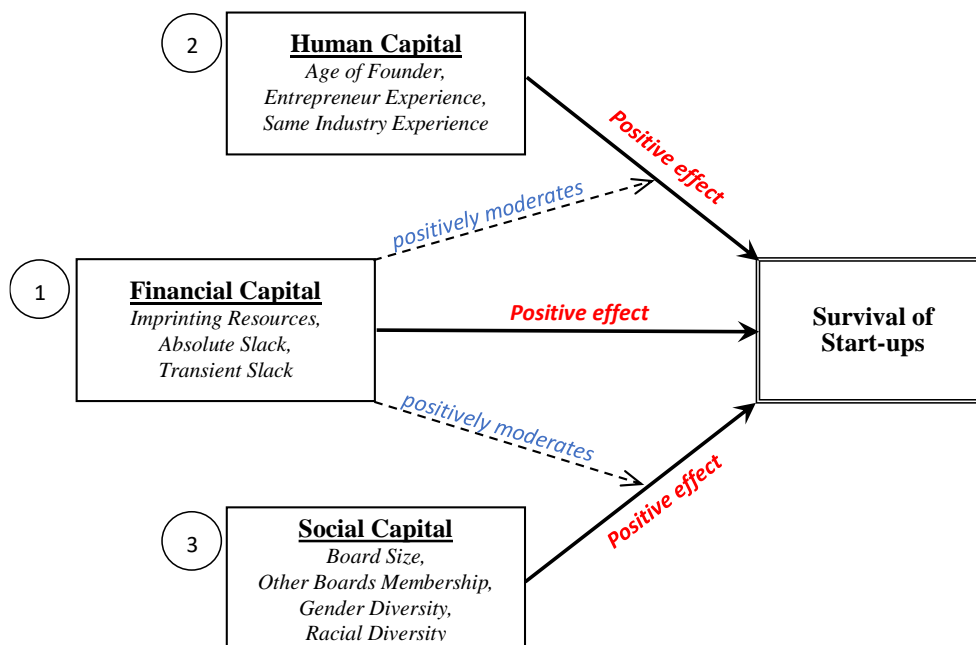 2
Human Capital
Age of Founder,
Entrepreneur Experience,
Same Industry Experience
Positive effect
positively moderates
1
Financial Capital
Imprinting Resources,
Absolute Slack,
Transient Slack
Positive effect
Survival of
Start-ups
positively moderates
Positive effect
3
Social Capital
Board Size,
Other Boards Membership,
Gender Diversity,
Racial Diversity